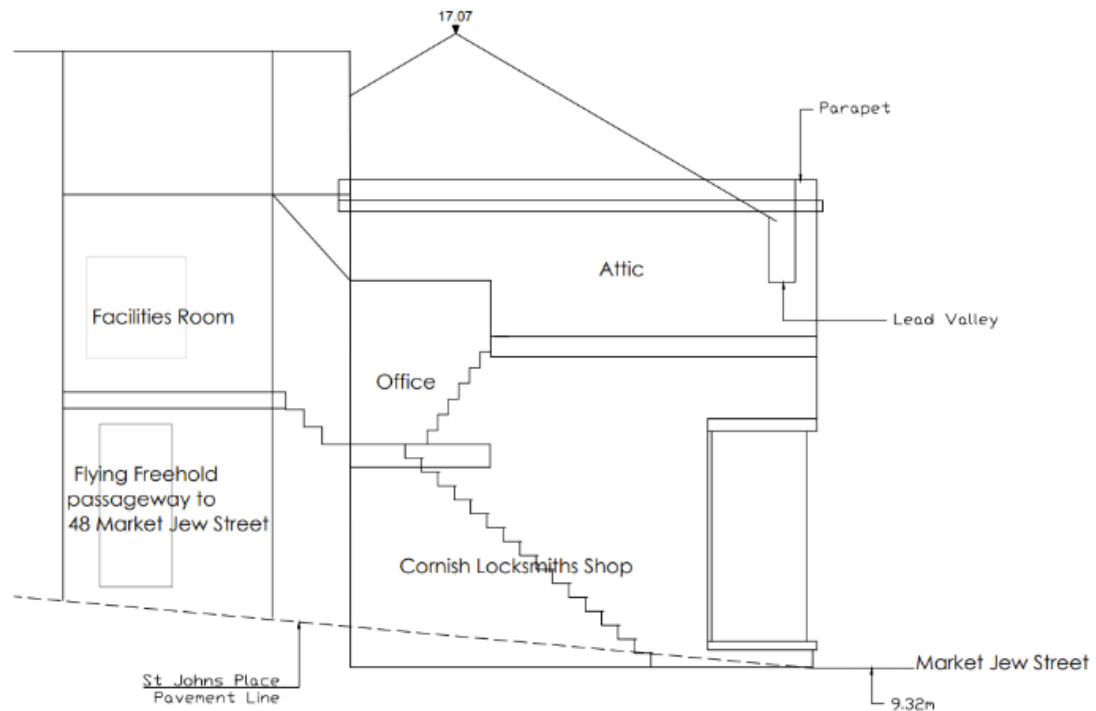 17.07
Parapet
Attic
Lead Valley
Facilities Room
Office
Flying Freehold
passageway to
48 Market Jew Street
Cornish Locksmiths Shop
Market Jew Street
St Johns Place
Pavement Line
9.32m